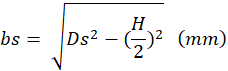 bs = √(Ds² − (H/2)²) (mm)